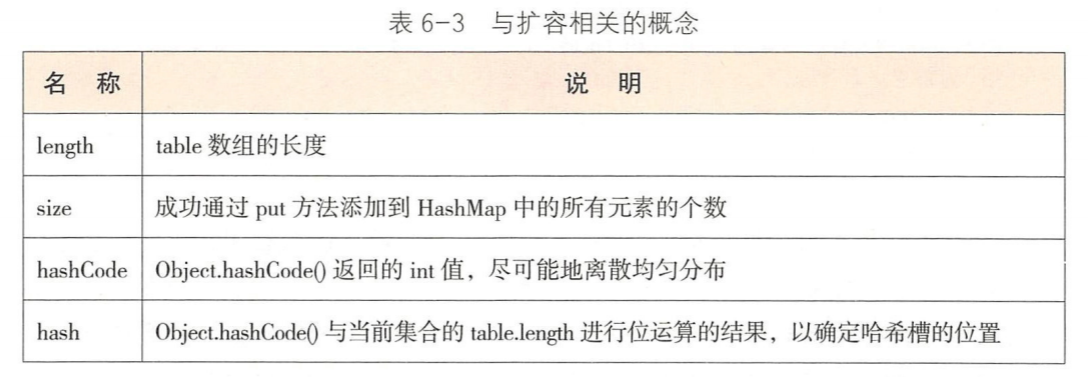 表 6-3 与扩容相关的概念
名 称 说 明
length table 数组的长度
size 成功通过 put 方法添加到 HashMap 中的所有元素的个数
hashCode Object.hashCode() 返回的 int 值，尽可能地离散均匀分布
hash Object.hashCode() 与当前集合的 table.length 进行位运算的结果，以确定哈希槽的位置